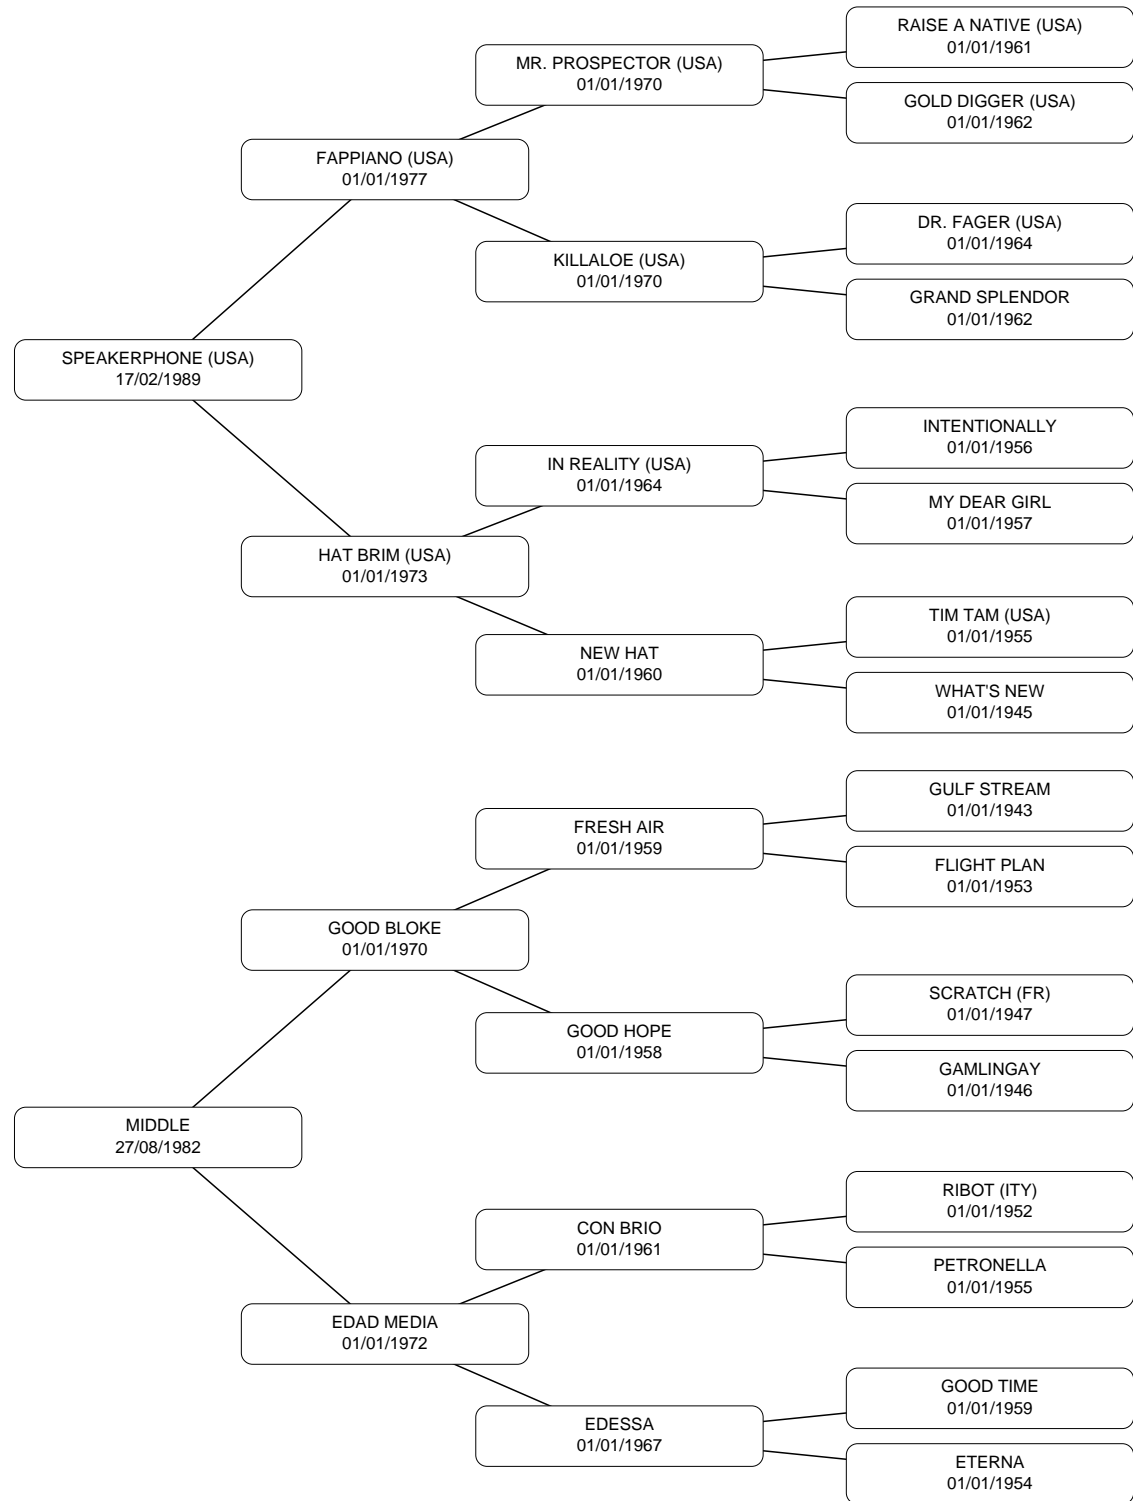 RAISE A NATIVE (USA)
01/01/1961
MR. PROSPECTOR (USA)
01/01/1970
GOLD DIGGER (USA)
01/01/1962
FAPPIANO (USA)
01/01/1977
DR. FAGER (USA)
01/01/1964
KILLALOE (USA)
01/01/1970
GRAND SPLENDOR
01/01/1962
SPEAKERPHONE (USA)
17/02/1989
INTENTIONALLY
01/01/1956
IN REALITY (USA)
01/01/1964
MY DEAR GIRL
01/01/1957
HAT BRIM (USA)
01/01/1973
TIM TAM (USA)
01/01/1955
NEW HAT
01/01/1960
WHAT'S NEW
01/01/1945
GULF STREAM
01/01/1943
FRESH AIR
01/01/1959
FLIGHT PLAN
01/01/1953
GOOD BLOKE
01/01/1970
SCRATCH (FR)
01/01/1947
GOOD HOPE
01/01/1958
GAMLINGAY
01/01/1946
MIDDLE
27/08/1982
RIBOT (ITY)
01/01/1952
CON BRIO
01/01/1961
PETRONELLA
01/01/1955
EDAD MEDIA
01/01/1972
GOOD TIME
01/01/1959
EDESSA
01/01/1967
ETERNA
01/01/1954